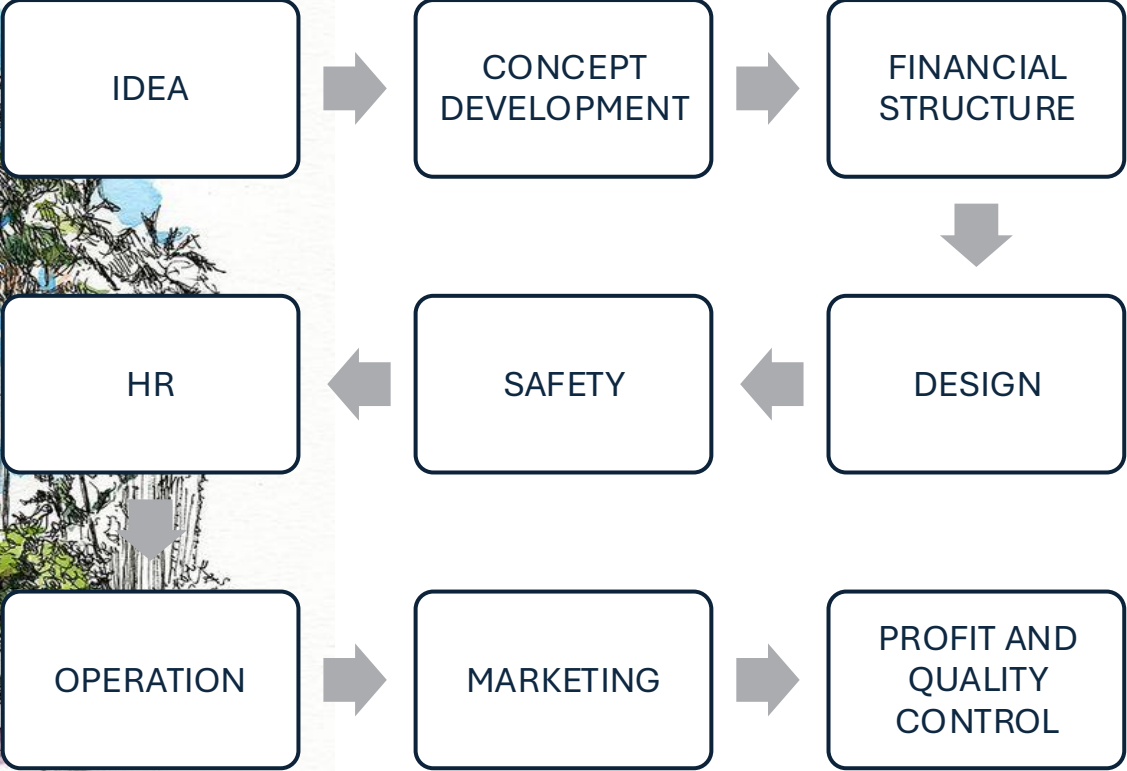 IDEA
CONCEPT
DEVELOPMENT
FINANCIAL
STRUCTURE
DESIGN
SAFETY
HR
OPERATION
MARKETING
PROFIT AND
QUALITY
CONTROL